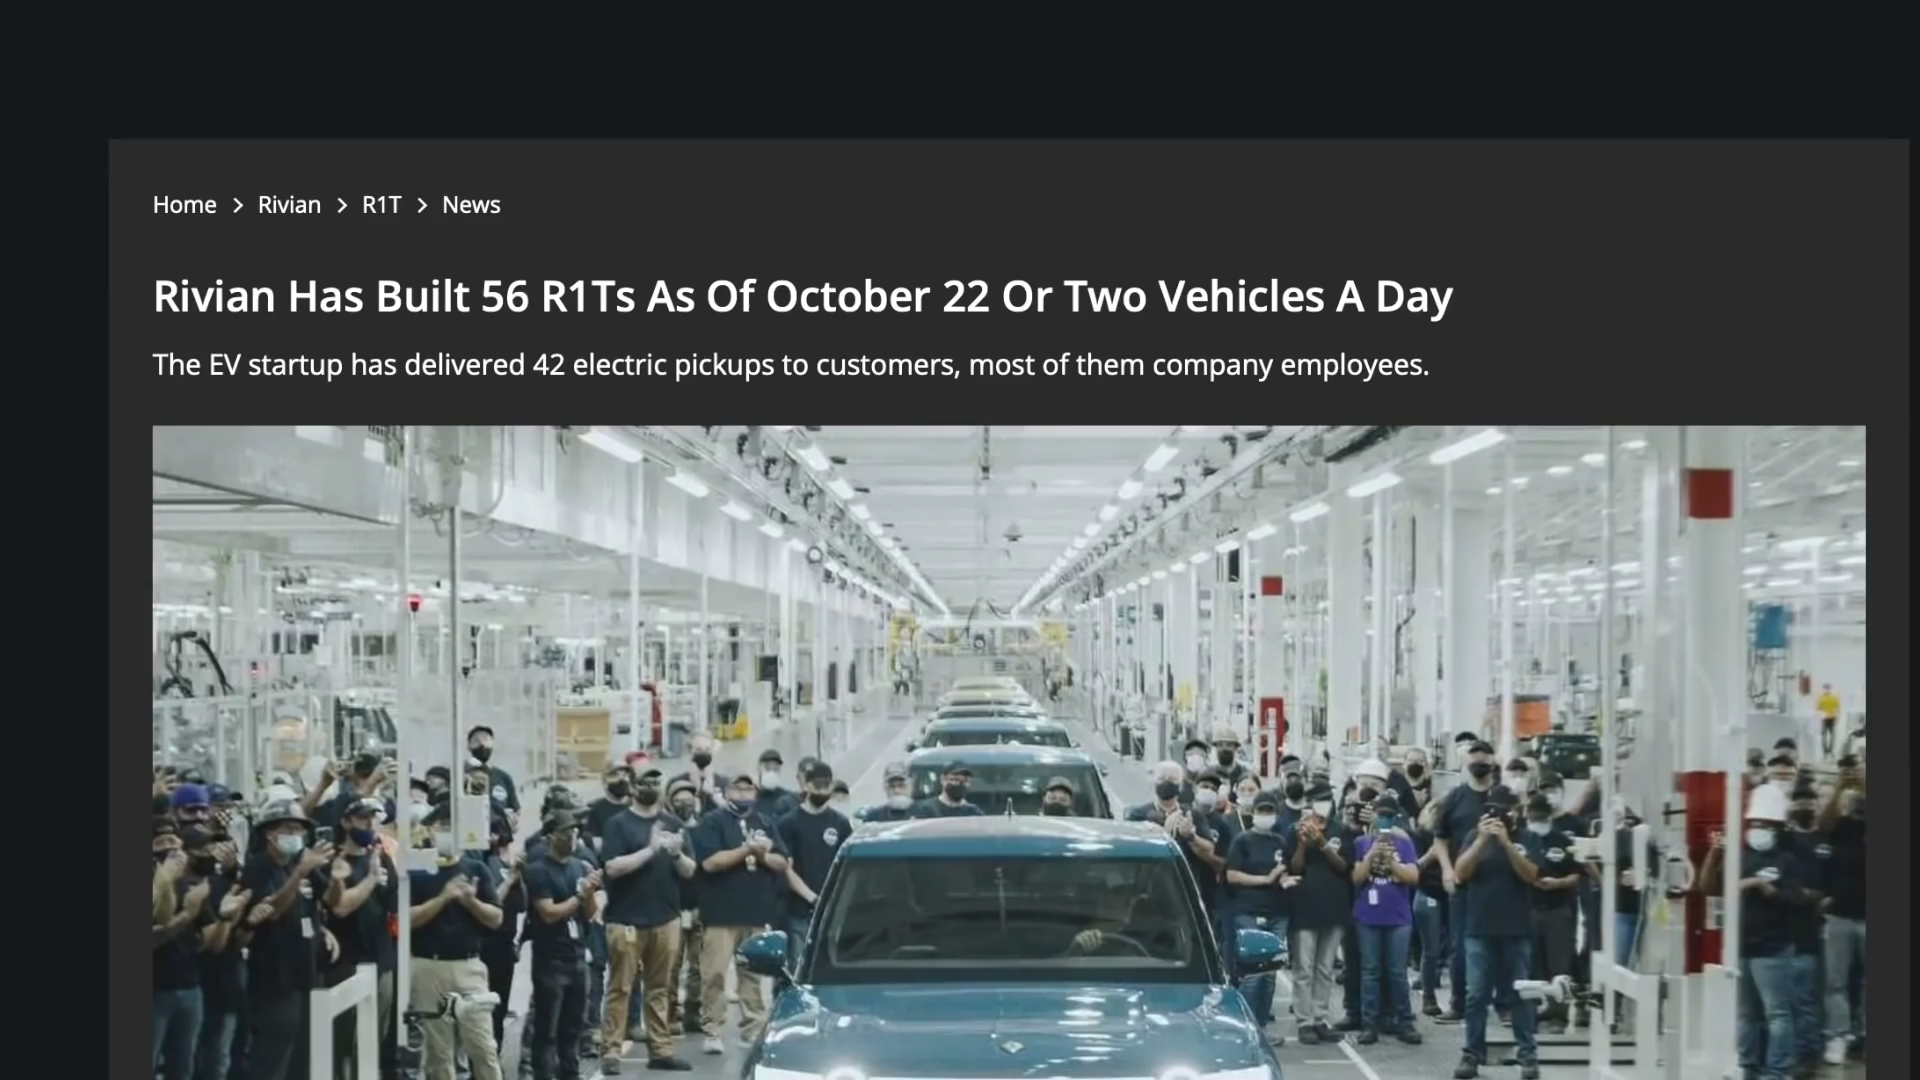 Home > Rivian > R1T > News
Rivian Has Built 56 R1Ts As Of October 22 Or Two Vehicles A Day
The EV startup has delivered 42 electric pickups to customers, most of them company employees.